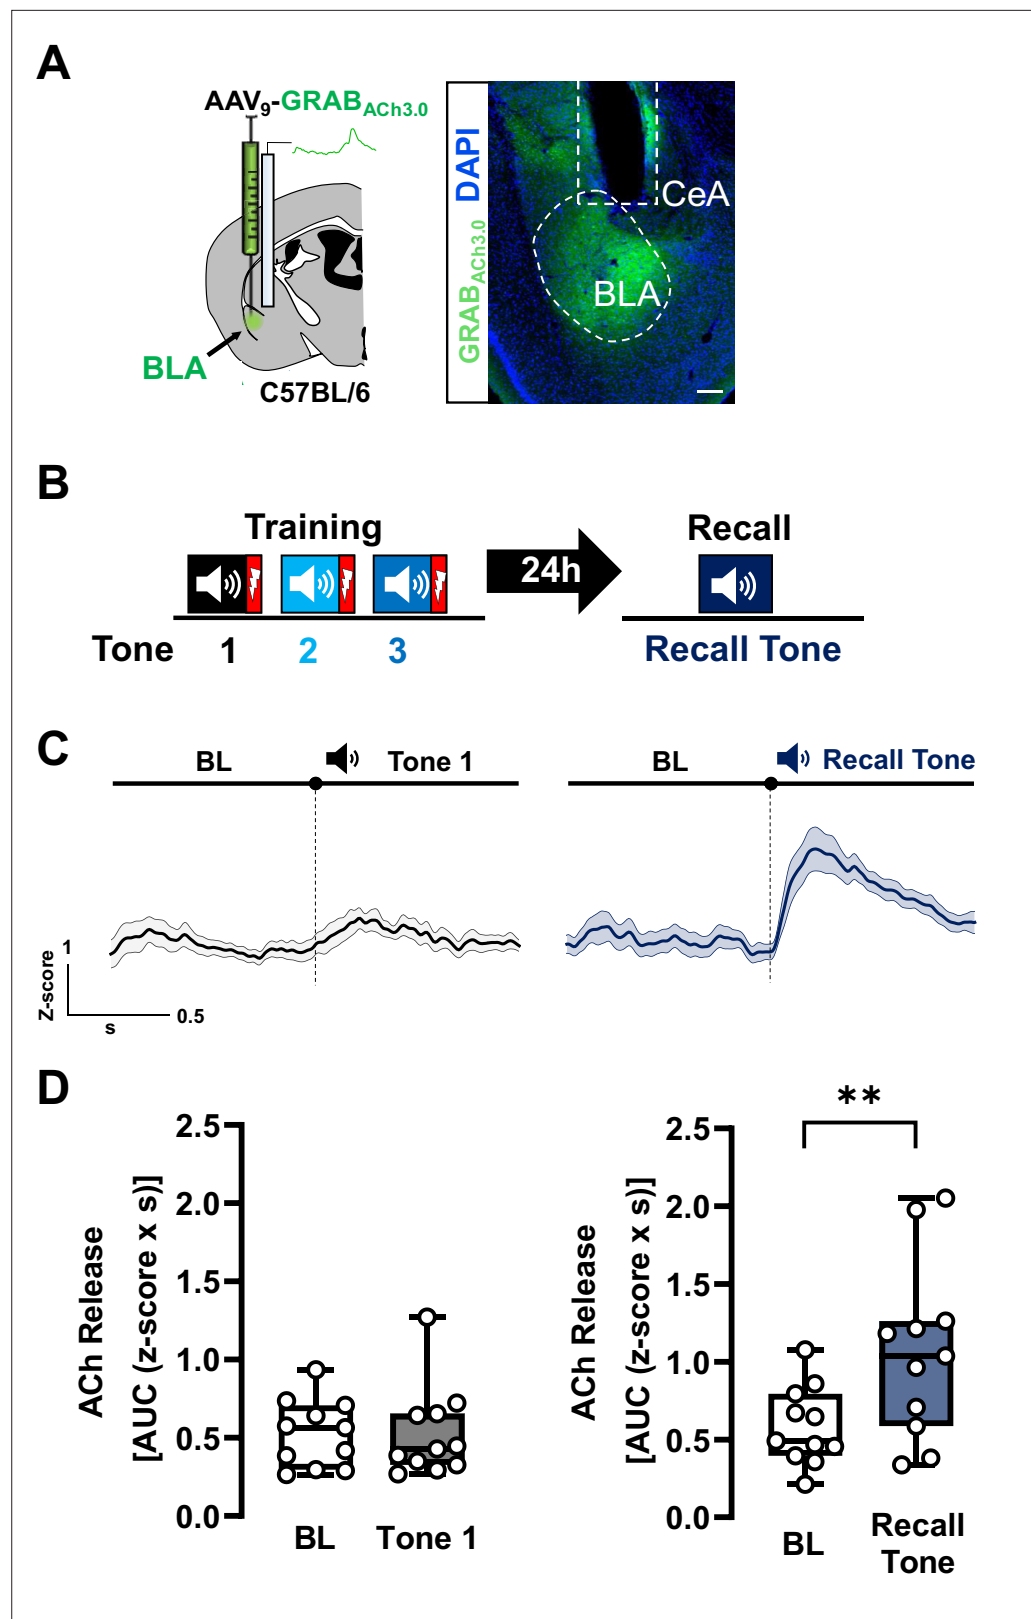 A
AAV9-GRABACh3.0
BLA
C57BL/6
GRABACh3.0 DAPI
CeA
BLA
B
Training
24h
Recall
Tone 1 2 3
Recall Tone
C
BL
Tone 1
BL
Recall Tone
Z-score
1
s
0.5
D
ACh Release
[AUC (z-score x s)]
2.5
2.0
1.5
1.0
0.5
0.0
BL
Tone 1
ACh Release
[AUC (z-score x s)]
**
2.5
2.0
1.5
1.0
0.5
0.0
BL
Recall
Tone